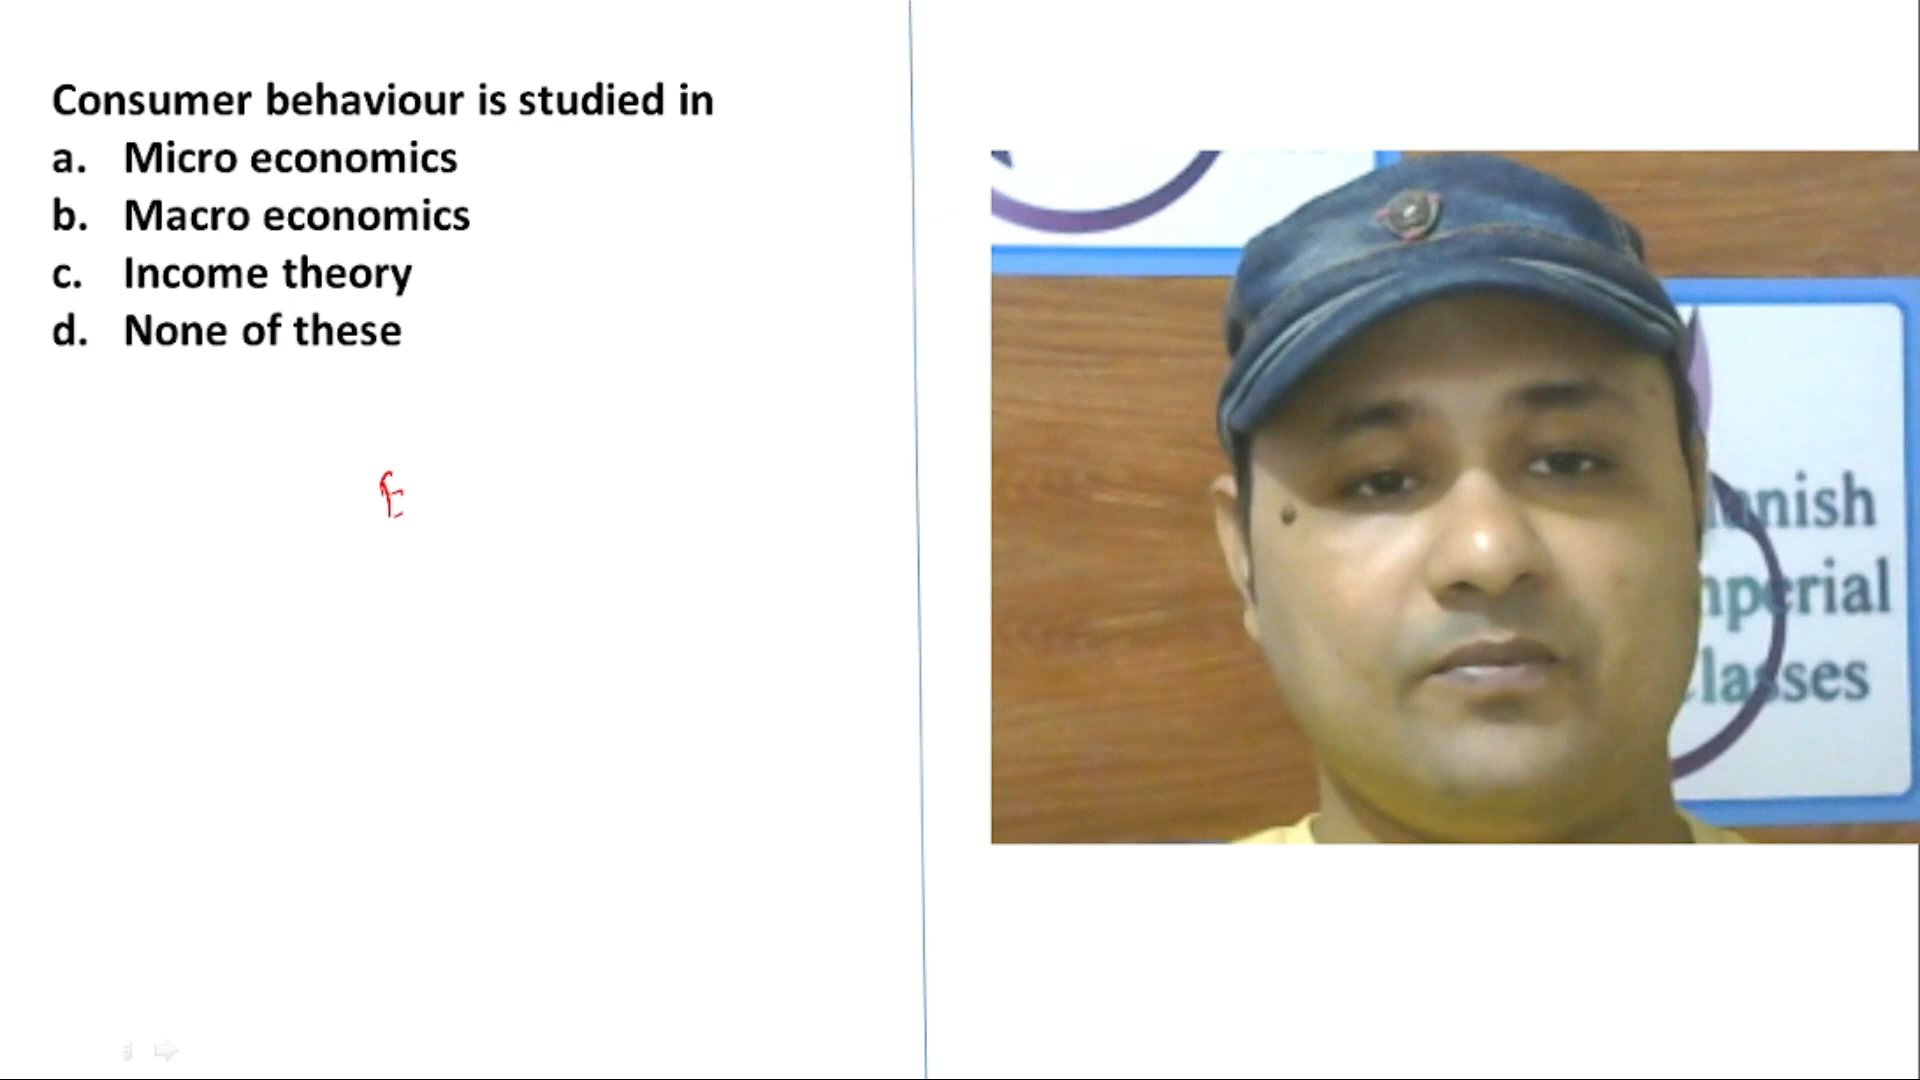 Consumer behaviour is studied in
a. Micro economics
b. Macro economics
c. Income theory
d. None of these
E